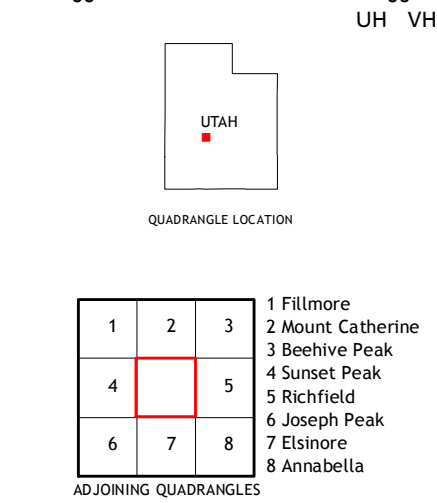 UH VH
UTAH
QUADRANGLE LOCATION
1 2 3
4 5
6 7 8
1 Fillmore
2 Mount Catherine
3 Beehive Peak
4 Sunset Peak
5 Richfield
6 Joseph Peak
7 Elsinore
8 Annabella
ADJOINING QUADRANGLES